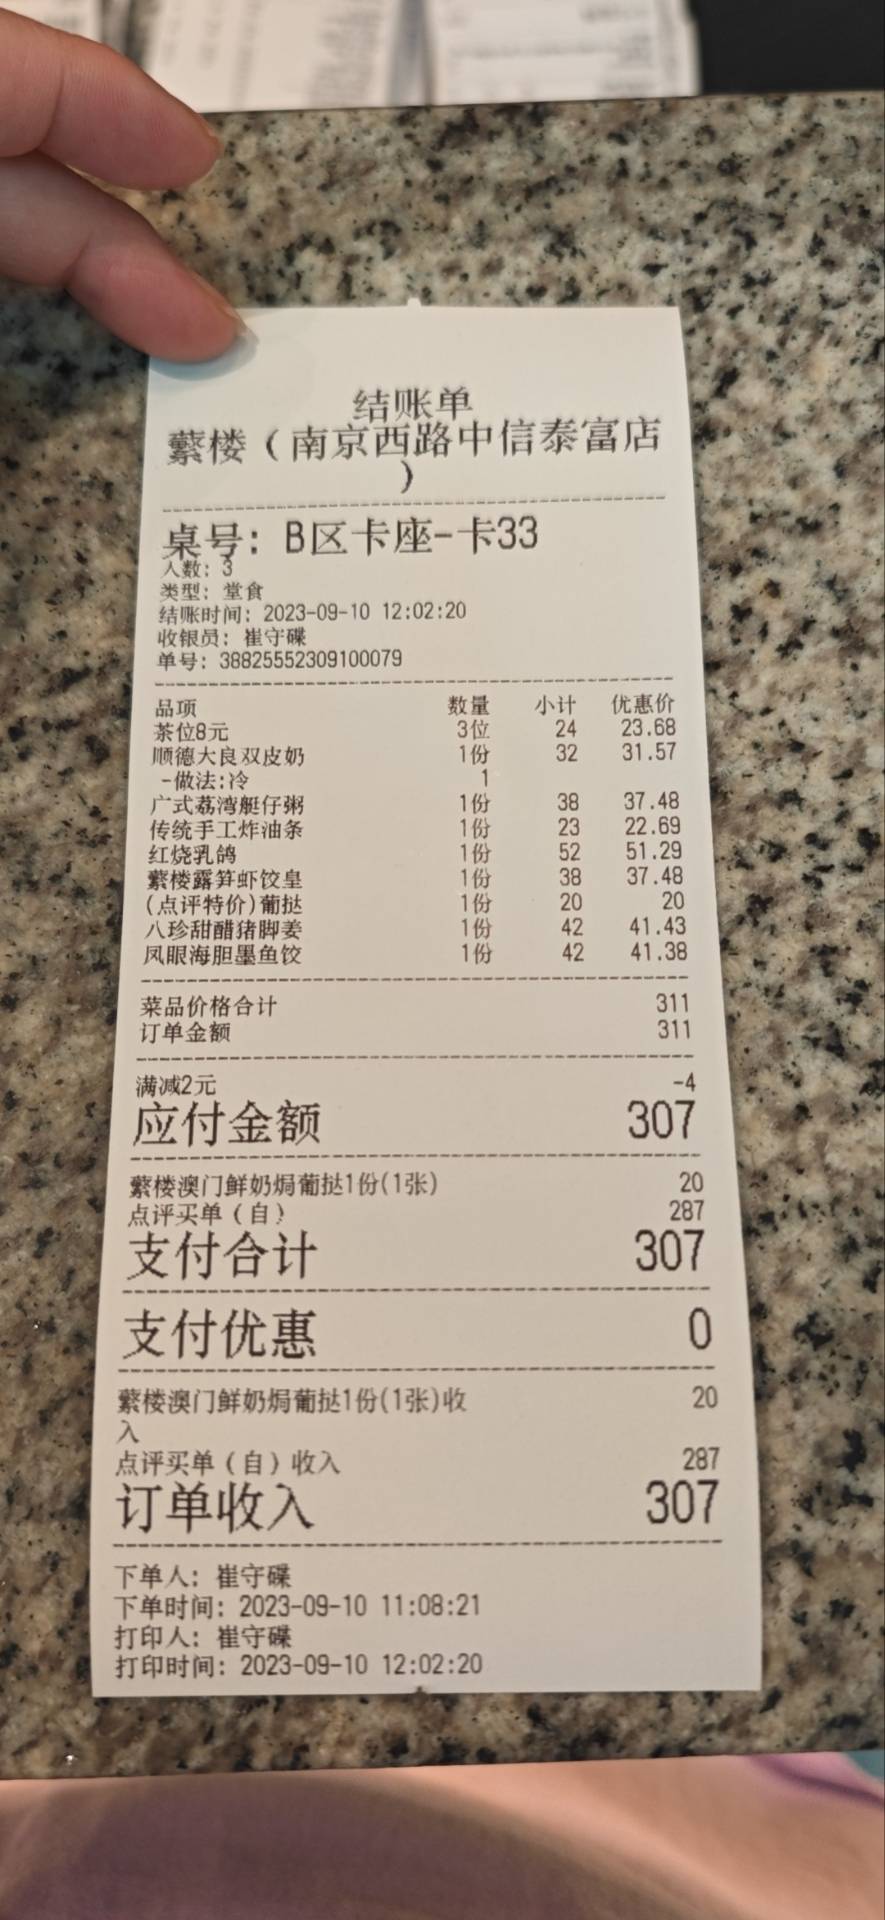 结账单
蘩楼（南京西路中信泰富店
）
桌号：B区卡座-卡33
人数：3
类型：堂食
结账时间：2023-09-10 12:02:20
收银员：崔守碟
单号：38825552309100079
品项 数量 小计 优惠价
茶位8元 3位 24 23.68
顺德大良双皮奶 1份 32 31.57
-做法:冷 1
广式荔湾艇仔粥 1份 38 37.48
传统手工炸油条 1份 23 22.69
红烧乳鸽 1份 52 51.29
蘩楼露笋虾饺皇 1份 38 37.48
(点评特价)葡挞 1份 20 20
八珍甜醋猪脚姜 1份 42 41.43
凤眼海胆墨鱼饺 1份 42 41.38
菜品价格合计 311
订单金额 311
满减2元 -4
应付金额 307
蘩楼澳门鲜奶焗葡挞1份(1张) 20
点评买单（自） 287
支付合计 307
支付优惠 0
蘩楼澳门鲜奶焗葡挞1份(1张)收 20
入
点评买单（自）收入 287
订单收入 307
下单人：崔守碟
下单时间：2023-09-10 11:08:21
打印人：崔守碟
打印时间：2023-09-10 12:02:20